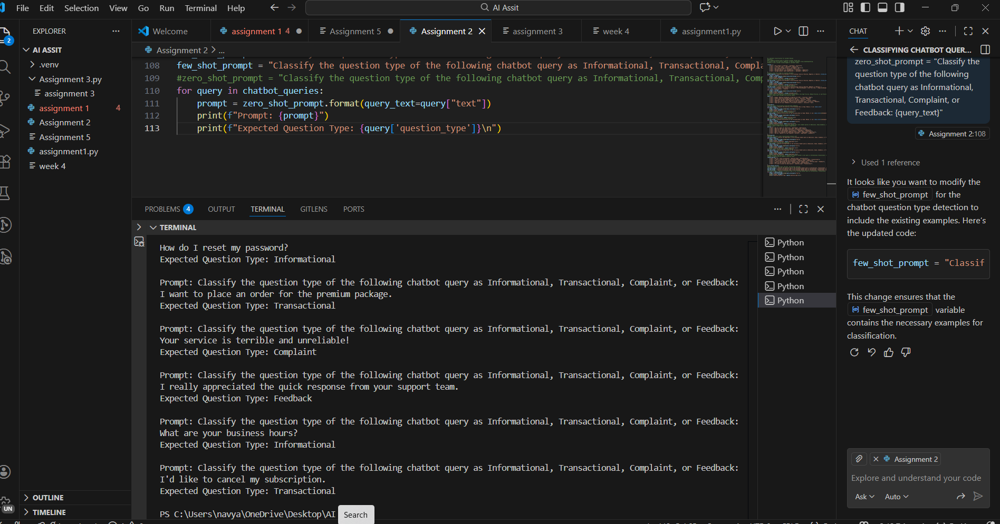 File Edit Selection View Go Run Terminal Help
AI Assit
2
EXPLORER
AI ASSIT
.venv
Assignment 3.py
assignment 3
assignment 1 4
Assignment 2
Assignment 5
assignment1.py
week 4
OUTLINE
TIMELINE
UN
Welcome
assignment 1 4
Assignment 5
Assignment 2
assignment 3
week 4
assignment1.py
Assignment 2 > ...
108 few_shot_prompt = "Classify the question type of the following chatbot query as Informational, Transactional, Compla
109 #zero_shot_prompt = "Classify the question type of the following chatbot query as Informational, Transactional, Com
110 for query in chatbot_queries:
111 prompt = zero_shot_prompt.format(query_text=query["text"])
112 print(f"Prompt: {prompt}")
113 print(f"Expected Question Type: {query['question_type']}\n")
PROBLEMS 4 OUTPUT TERMINAL GITLENS PORTS
TERMINAL
How do I reset my password?
Expected Question Type: Informational
Prompt: Classify the question type of the following chatbot query as Informational, Transactional, Complaint, or Feedback:
I want to place an order for the premium package.
Expected Question Type: Transactional
Prompt: Classify the question type of the following chatbot query as Informational, Transactional, Complaint, or Feedback:
Your service is terrible and unreliable!
Expected Question Type: Complaint
Prompt: Classify the question type of the following chatbot query as Informational, Transactional, Complaint, or Feedback:
I really appreciated the quick response from your support team.
Expected Question Type: Feedback
Prompt: Classify the question type of the following chatbot query as Informational, Transactional, Complaint, or Feedback:
What are your business hours?
Expected Question Type: Informational
Prompt: Classify the question type of the following chatbot query as Informational, Transactional, Complaint, or Feedback:
I'd like to cancel my subscription.
Expected Question Type: Transactional
PS C:\Users\navya\OneDrive\Desktop\AI
Search
Python
Python
Python
Python
Python
CHAT
CLASSIFYING CHATBOT QUER...
zero_shot_prompt = "Classify the
question type of the following
chatbot query as Informational,
Transactional, Complaint, or
Feedback: {query_text}"
Assignment 2:108
Used 1 reference
It looks like you want to modify the
few_shot_prompt for the
chatbot question type detection to
include the existing examples. Here's
the updated code:
few_shot_prompt = "Classif
This change ensures that the
few_shot_prompt variable
contains the necessary examples for
classification.
Assignment 2
Explore and understand your code
Ask Auto